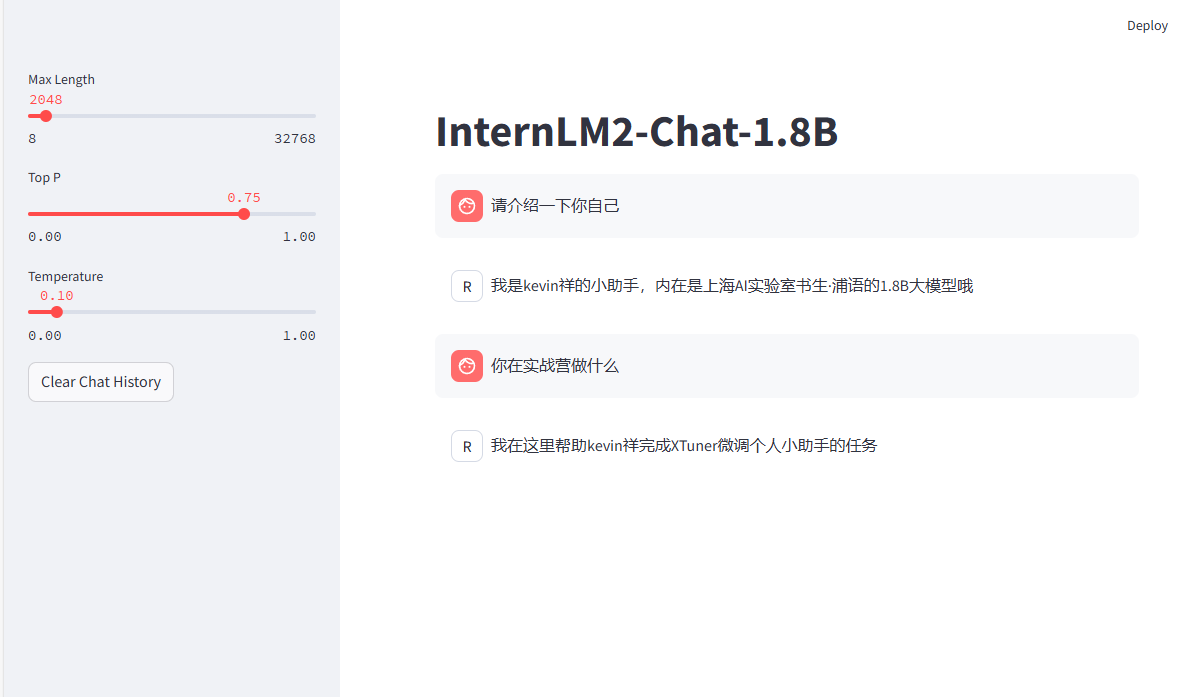 Deploy
Max Length
2048
8 32768
Top P
0.75
0.00 1.00
Temperature
0.10
0.00 1.00
Clear Chat History
InternLM2-Chat-1.8B
请介绍一下你自己
R 我是kevin祥的小助手，内在是上海AI实验室书生·浦语的1.8B大模型哦
你在实战营做什么
R 我在这里帮助kevin祥完成XTuner微调个人小助手的任务